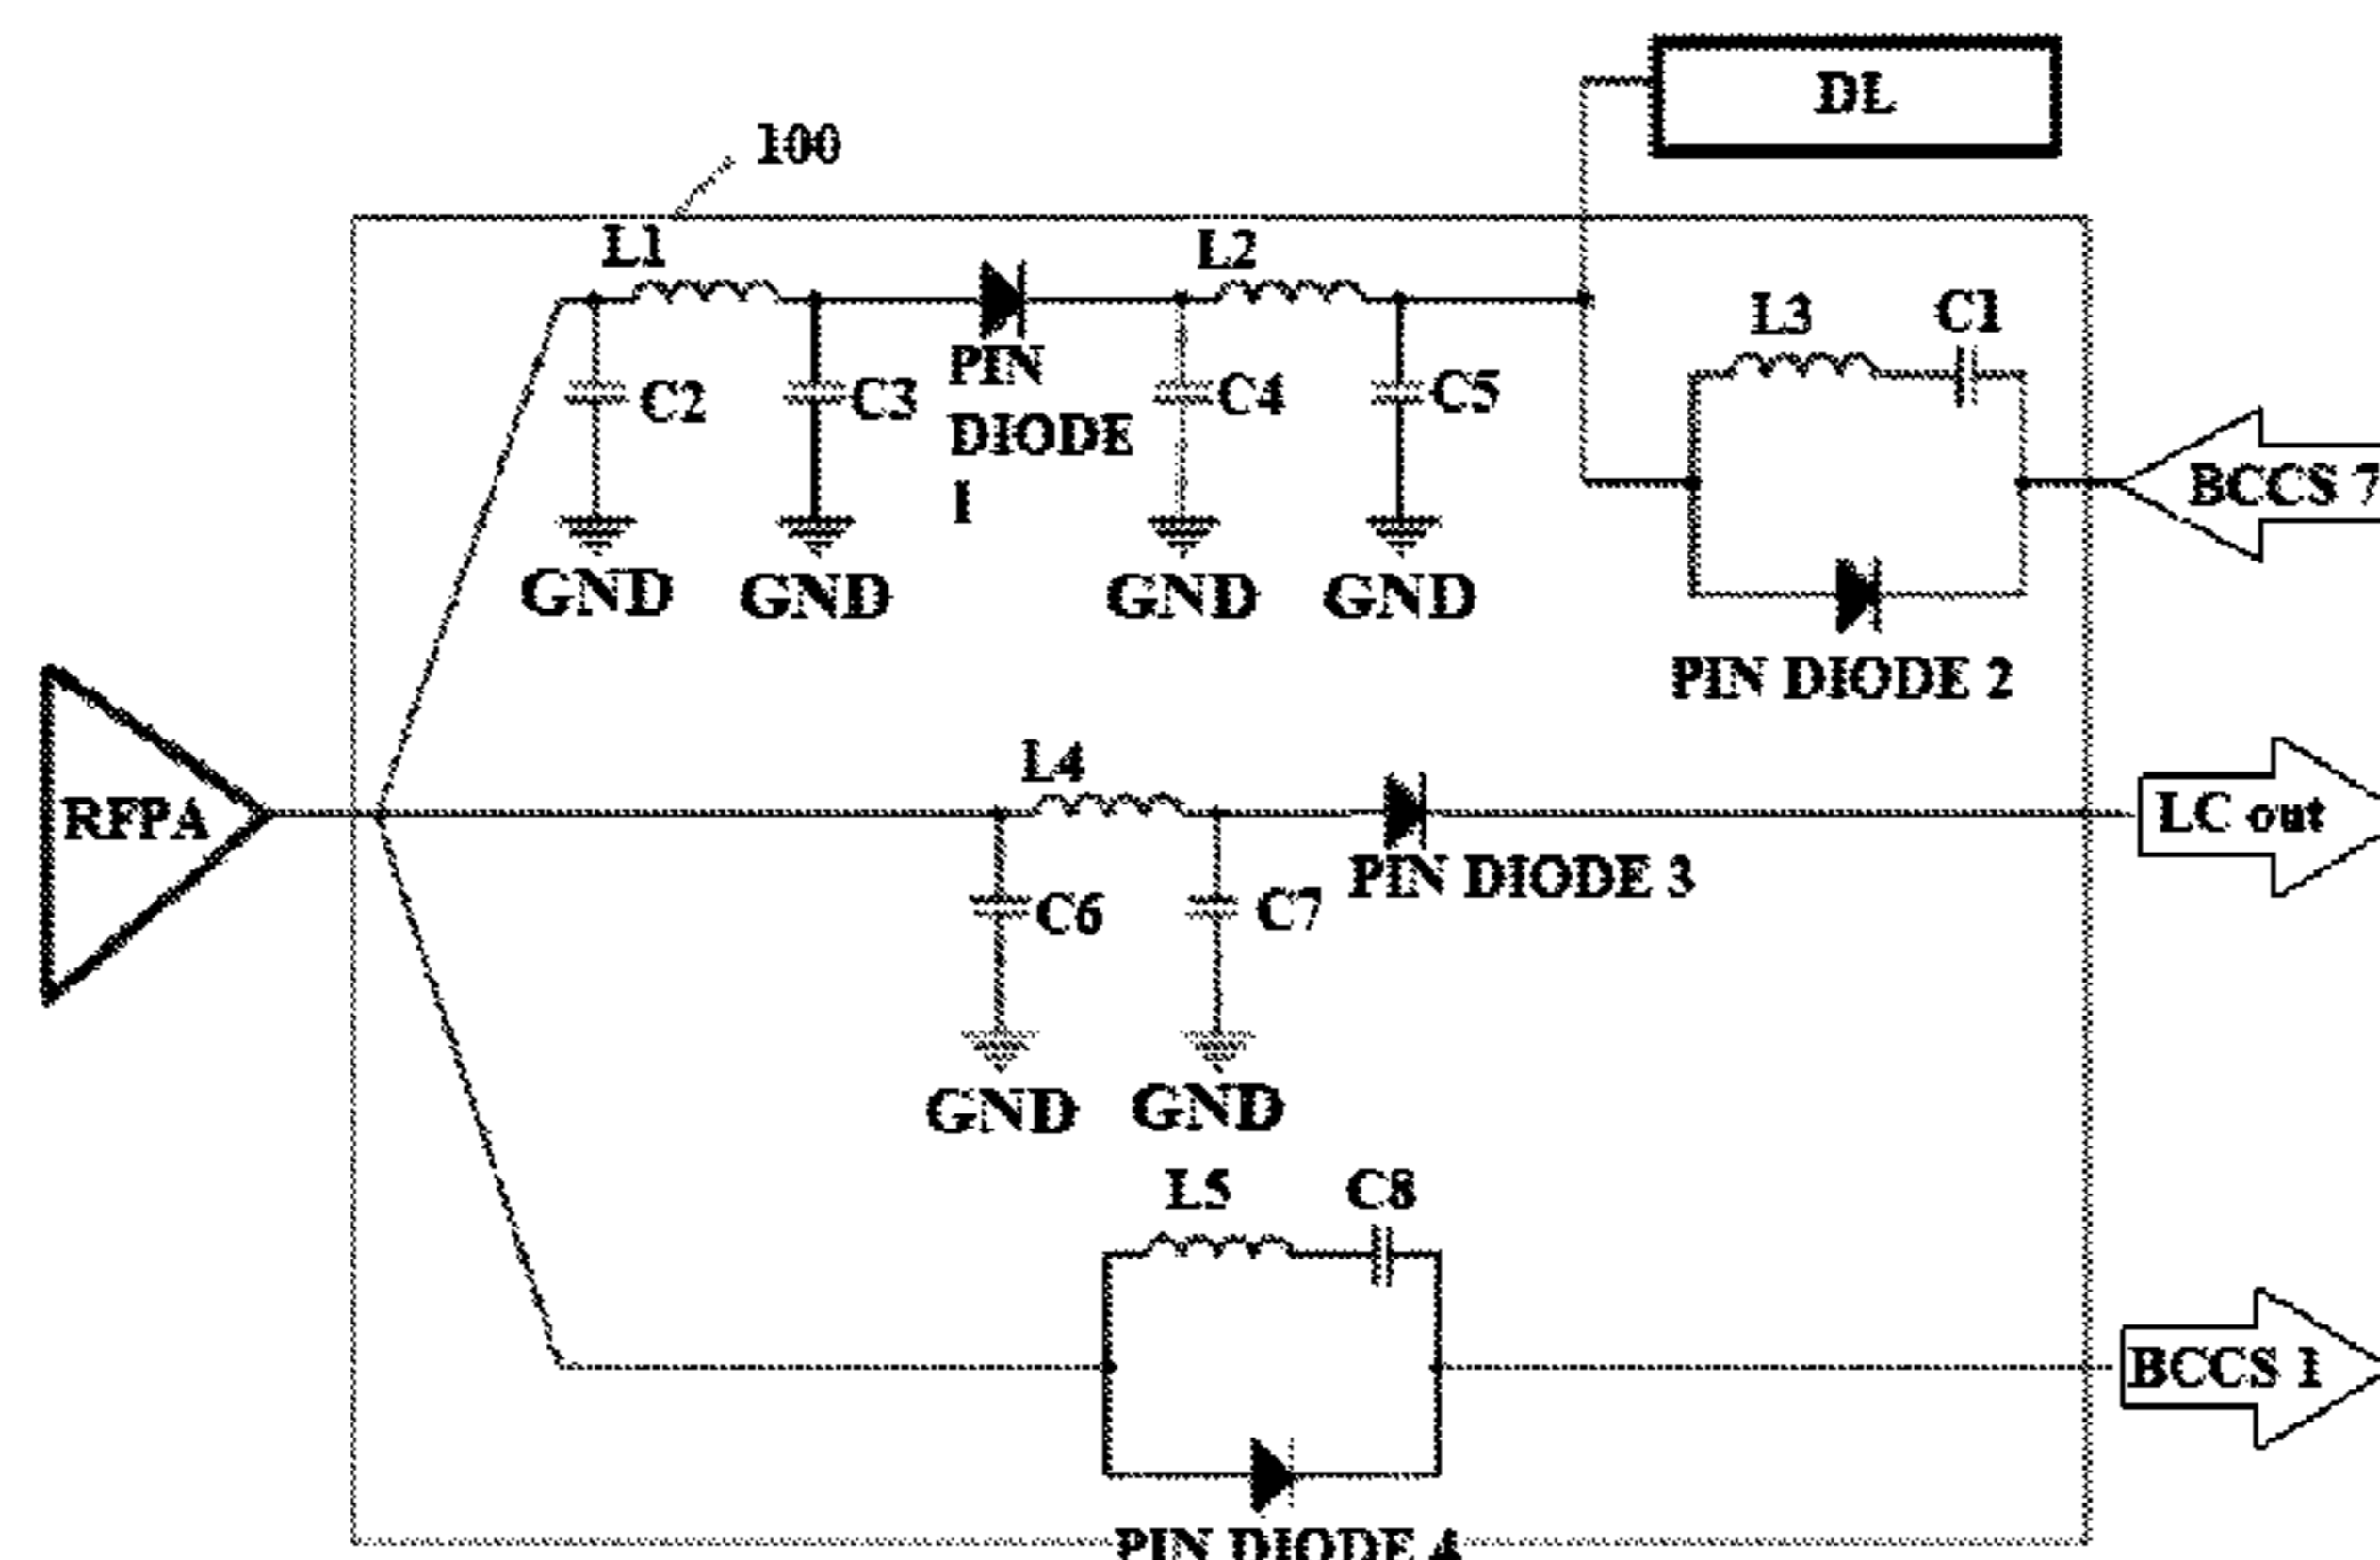 DL
100
L1
L2
L3
C1
C2
C3
PIN
DIODE
1
C4
C5
BCCS 7
GND
GND
GND
GND
PIN DIODE 2
RFPA
L4
LC out
PIN DIODE 3
C6
C7
GND
GND
L5
C8
BCCS 1
PIN DIODE 4